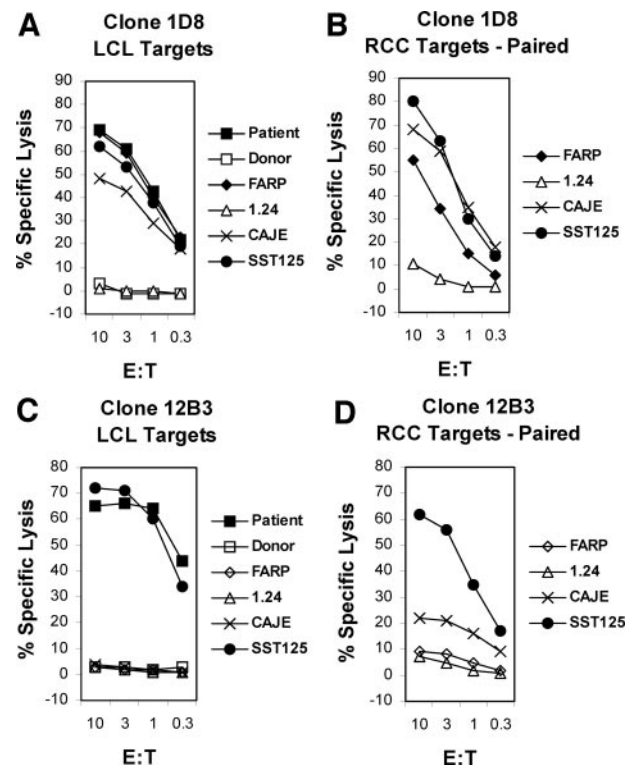 A
Clone 1D8
LCL Targets
% Specific Lysis
90
80
70
60
50
40
30
20
10
0
-10
10 3 1 0.3
E:T
Patient
Donor
FARP
1.24
CAJE
SST125
B
Clone 1D8
RCC Targets - Paired
% Specific Lysis
90
80
70
60
50
40
30
20
10
0
-10
10 3 1 0.3
E:T
FARP
1.24
CAJE
SST125
C
Clone 12B3
LCL Targets
% Specific Lysis
80
70
60
50
40
30
20
10
0
-10
10 3 1 0.3
E:T
Patient
Donor
FARP
1.24
CAJE
SST125
D
Clone 12B3
RCC Targets - Paired
% Specific Lysis
80
70
60
50
40
30
20
10
0
-10
10 3 1 0.3
E:T
FARP
1.24
CAJE
SST125